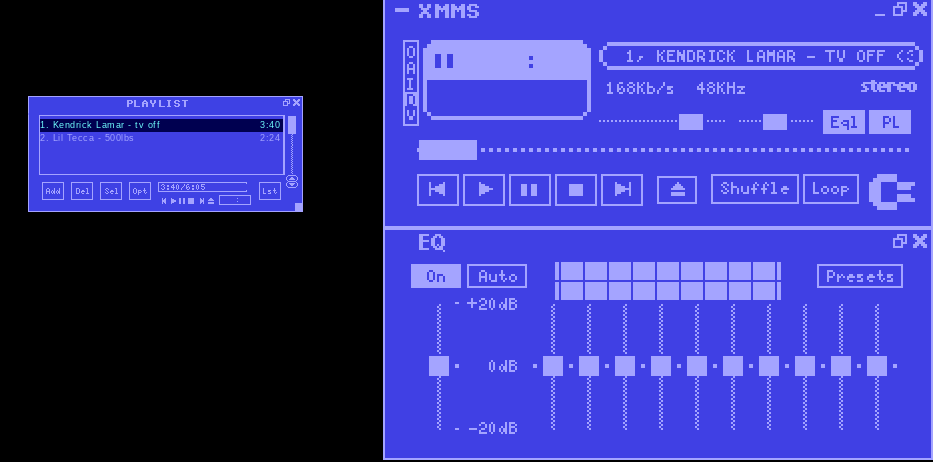 PLAYLIST
1. Kendrick Lamar - tv off 3:40
2. Lil Tecca - 500lbs 2:24
Add Del Sel Opt 3:40/6:05 Lst
:
XMMS
O
A
I
D
V
:
1. KENDRICK LAMAR - TV OFF (3
168Kb/s 48KHz stereo
Eql PL
Shuffle Loop
EQ
On Auto Presets
- +20dB
0dB
- -20dB